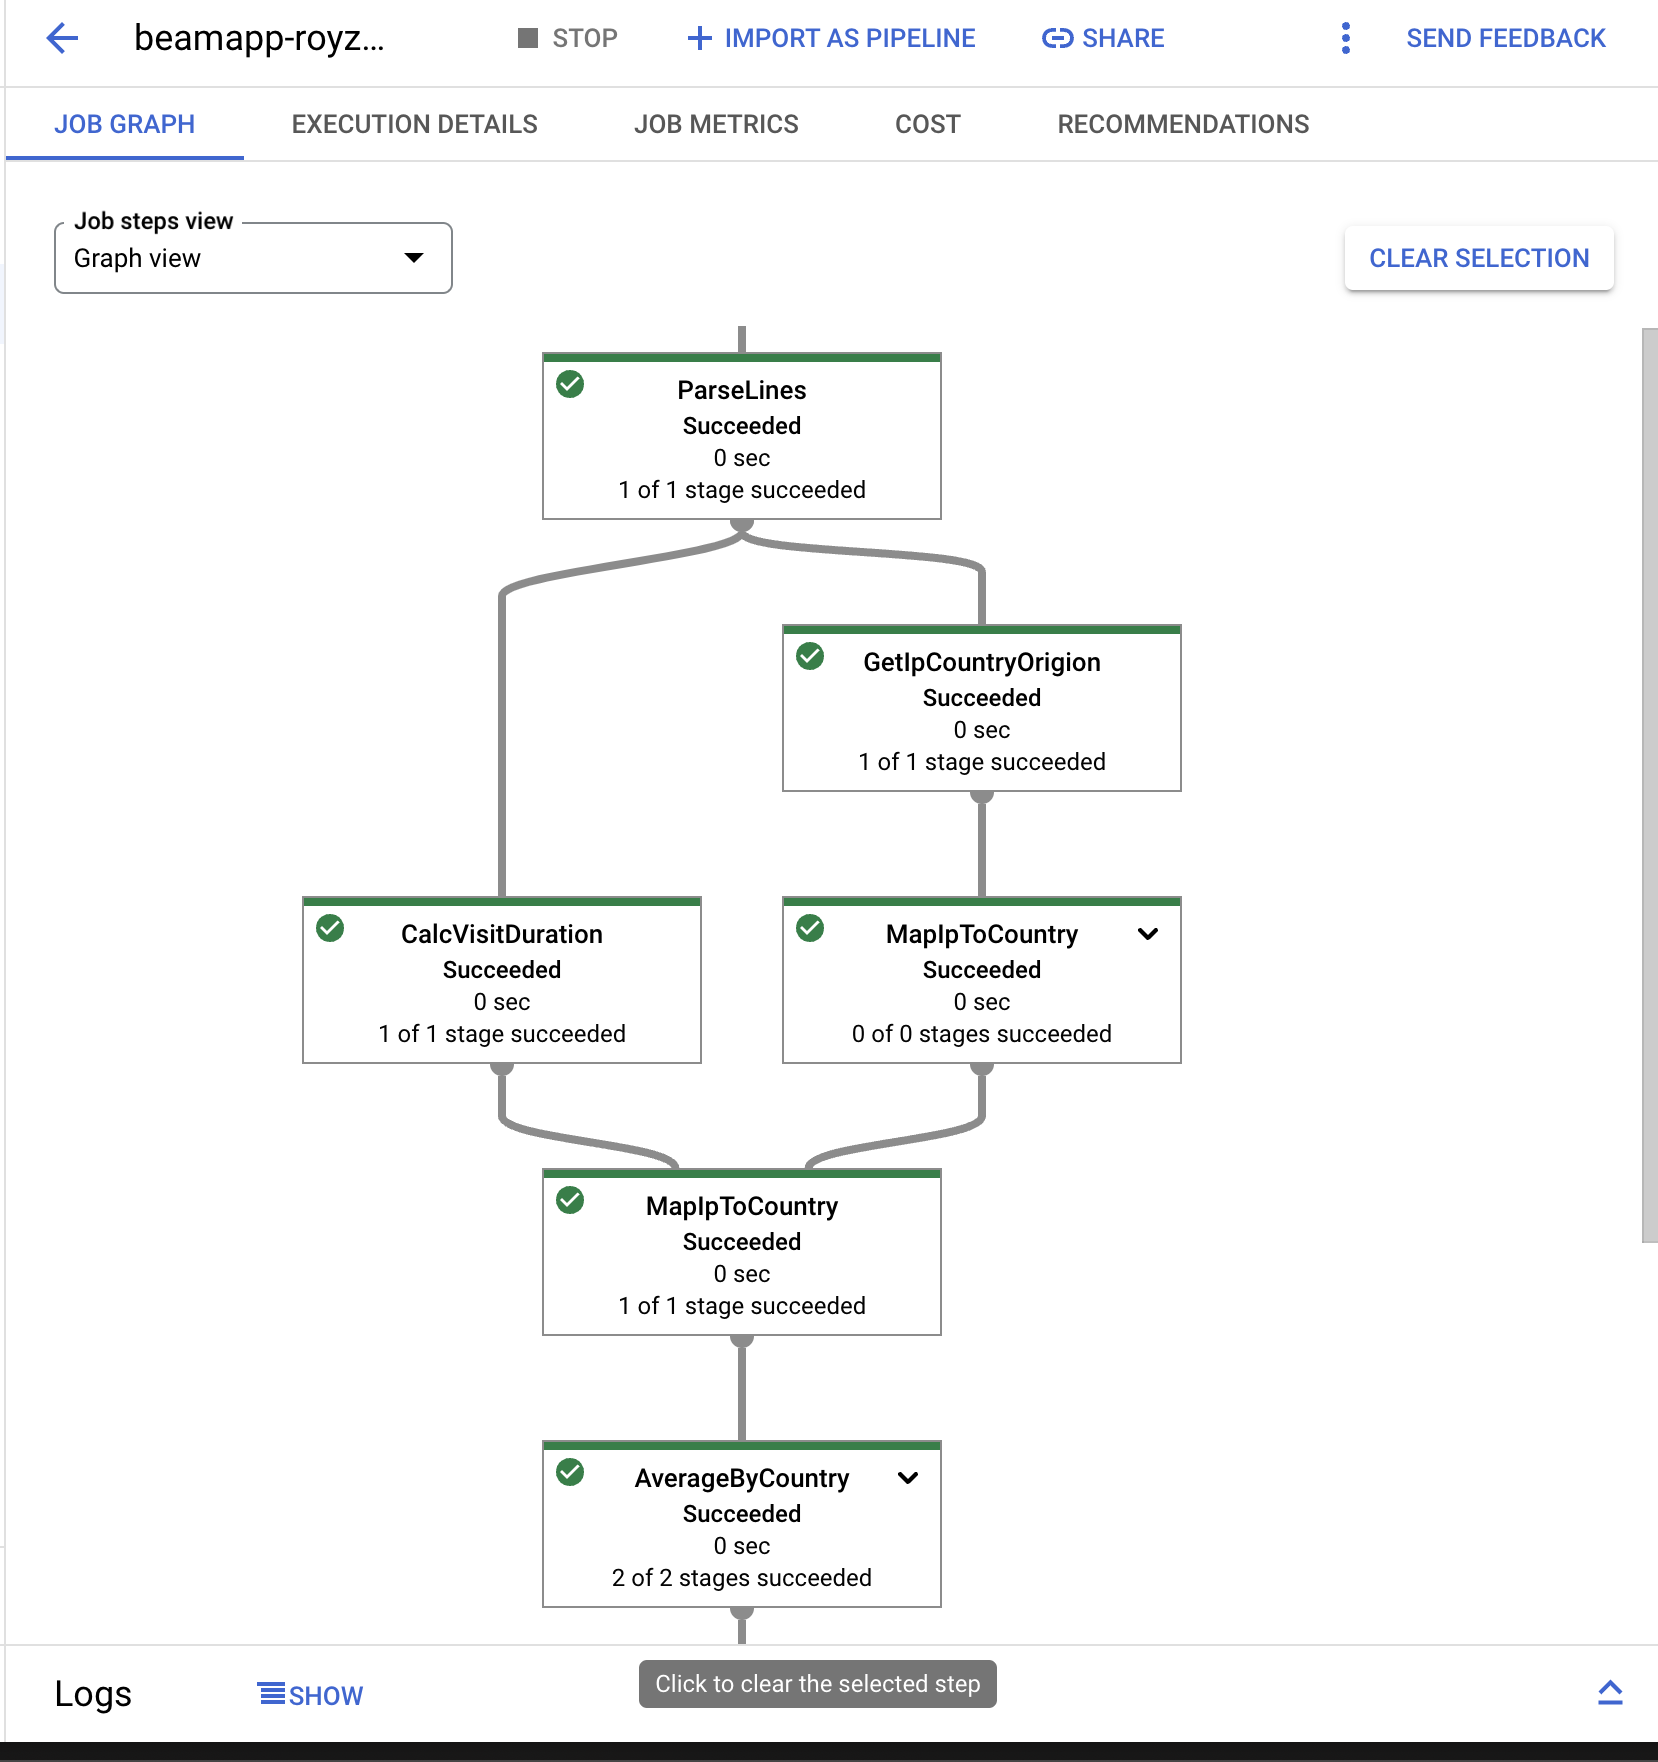 beamapp-royz...
STOP
IMPORT AS PIPELINE
SHARE
SEND FEEDBACK
JOB GRAPH
EXECUTION DETAILS
JOB METRICS
COST
RECOMMENDATIONS
Job steps view
Graph view
CLEAR SELECTION
ParseLines
Succeeded
0 sec
1 of 1 stage succeeded
GetIpCountryOrigion
Succeeded
0 sec
1 of 1 stage succeeded
CalcVisitDuration
Succeeded
0 sec
1 of 1 stage succeeded
MapIpToCountry
Succeeded
0 sec
0 of 0 stages succeeded
MapIpToCountry
Succeeded
0 sec
1 of 1 stage succeeded
AverageByCountry
Succeeded
0 sec
2 of 2 stages succeeded
Logs
SHOW
Click to clear the selected step